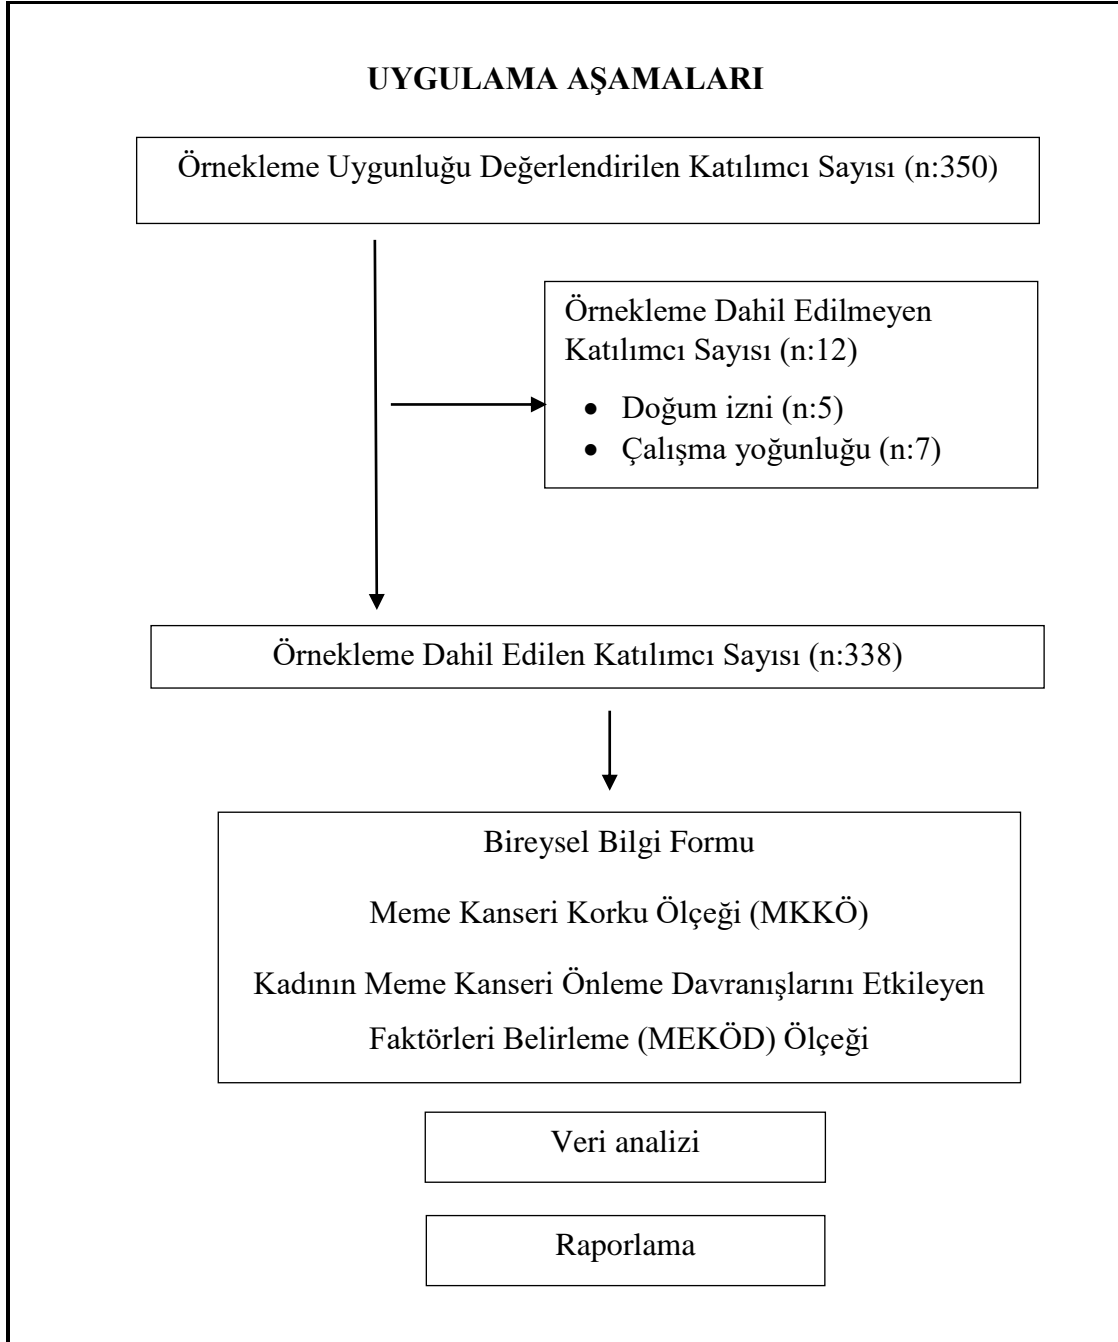 UYGULAMA AŞAMALARI
Örnekleme Uygunluğu Değerlendirilen Katılımcı Sayısı (n:350)
Örnekleme Dahil Edilmeyen
Katılımcı Sayısı (n:12)
• Doğum izni (n:5)
• Çalışma yoğunluğu (n:7)
Örnekleme Dahil Edilen Katılımcı Sayısı (n:338)
Bireysel Bilgi Formu
Meme Kanseri Korku Ölçeği (MKKÖ)
Kadının Meme Kanseri Önleme Davranışlarını Etkileyen
Faktörleri Belirleme (MEKÖD) Ölçeği
Veri analizi
Raporlama